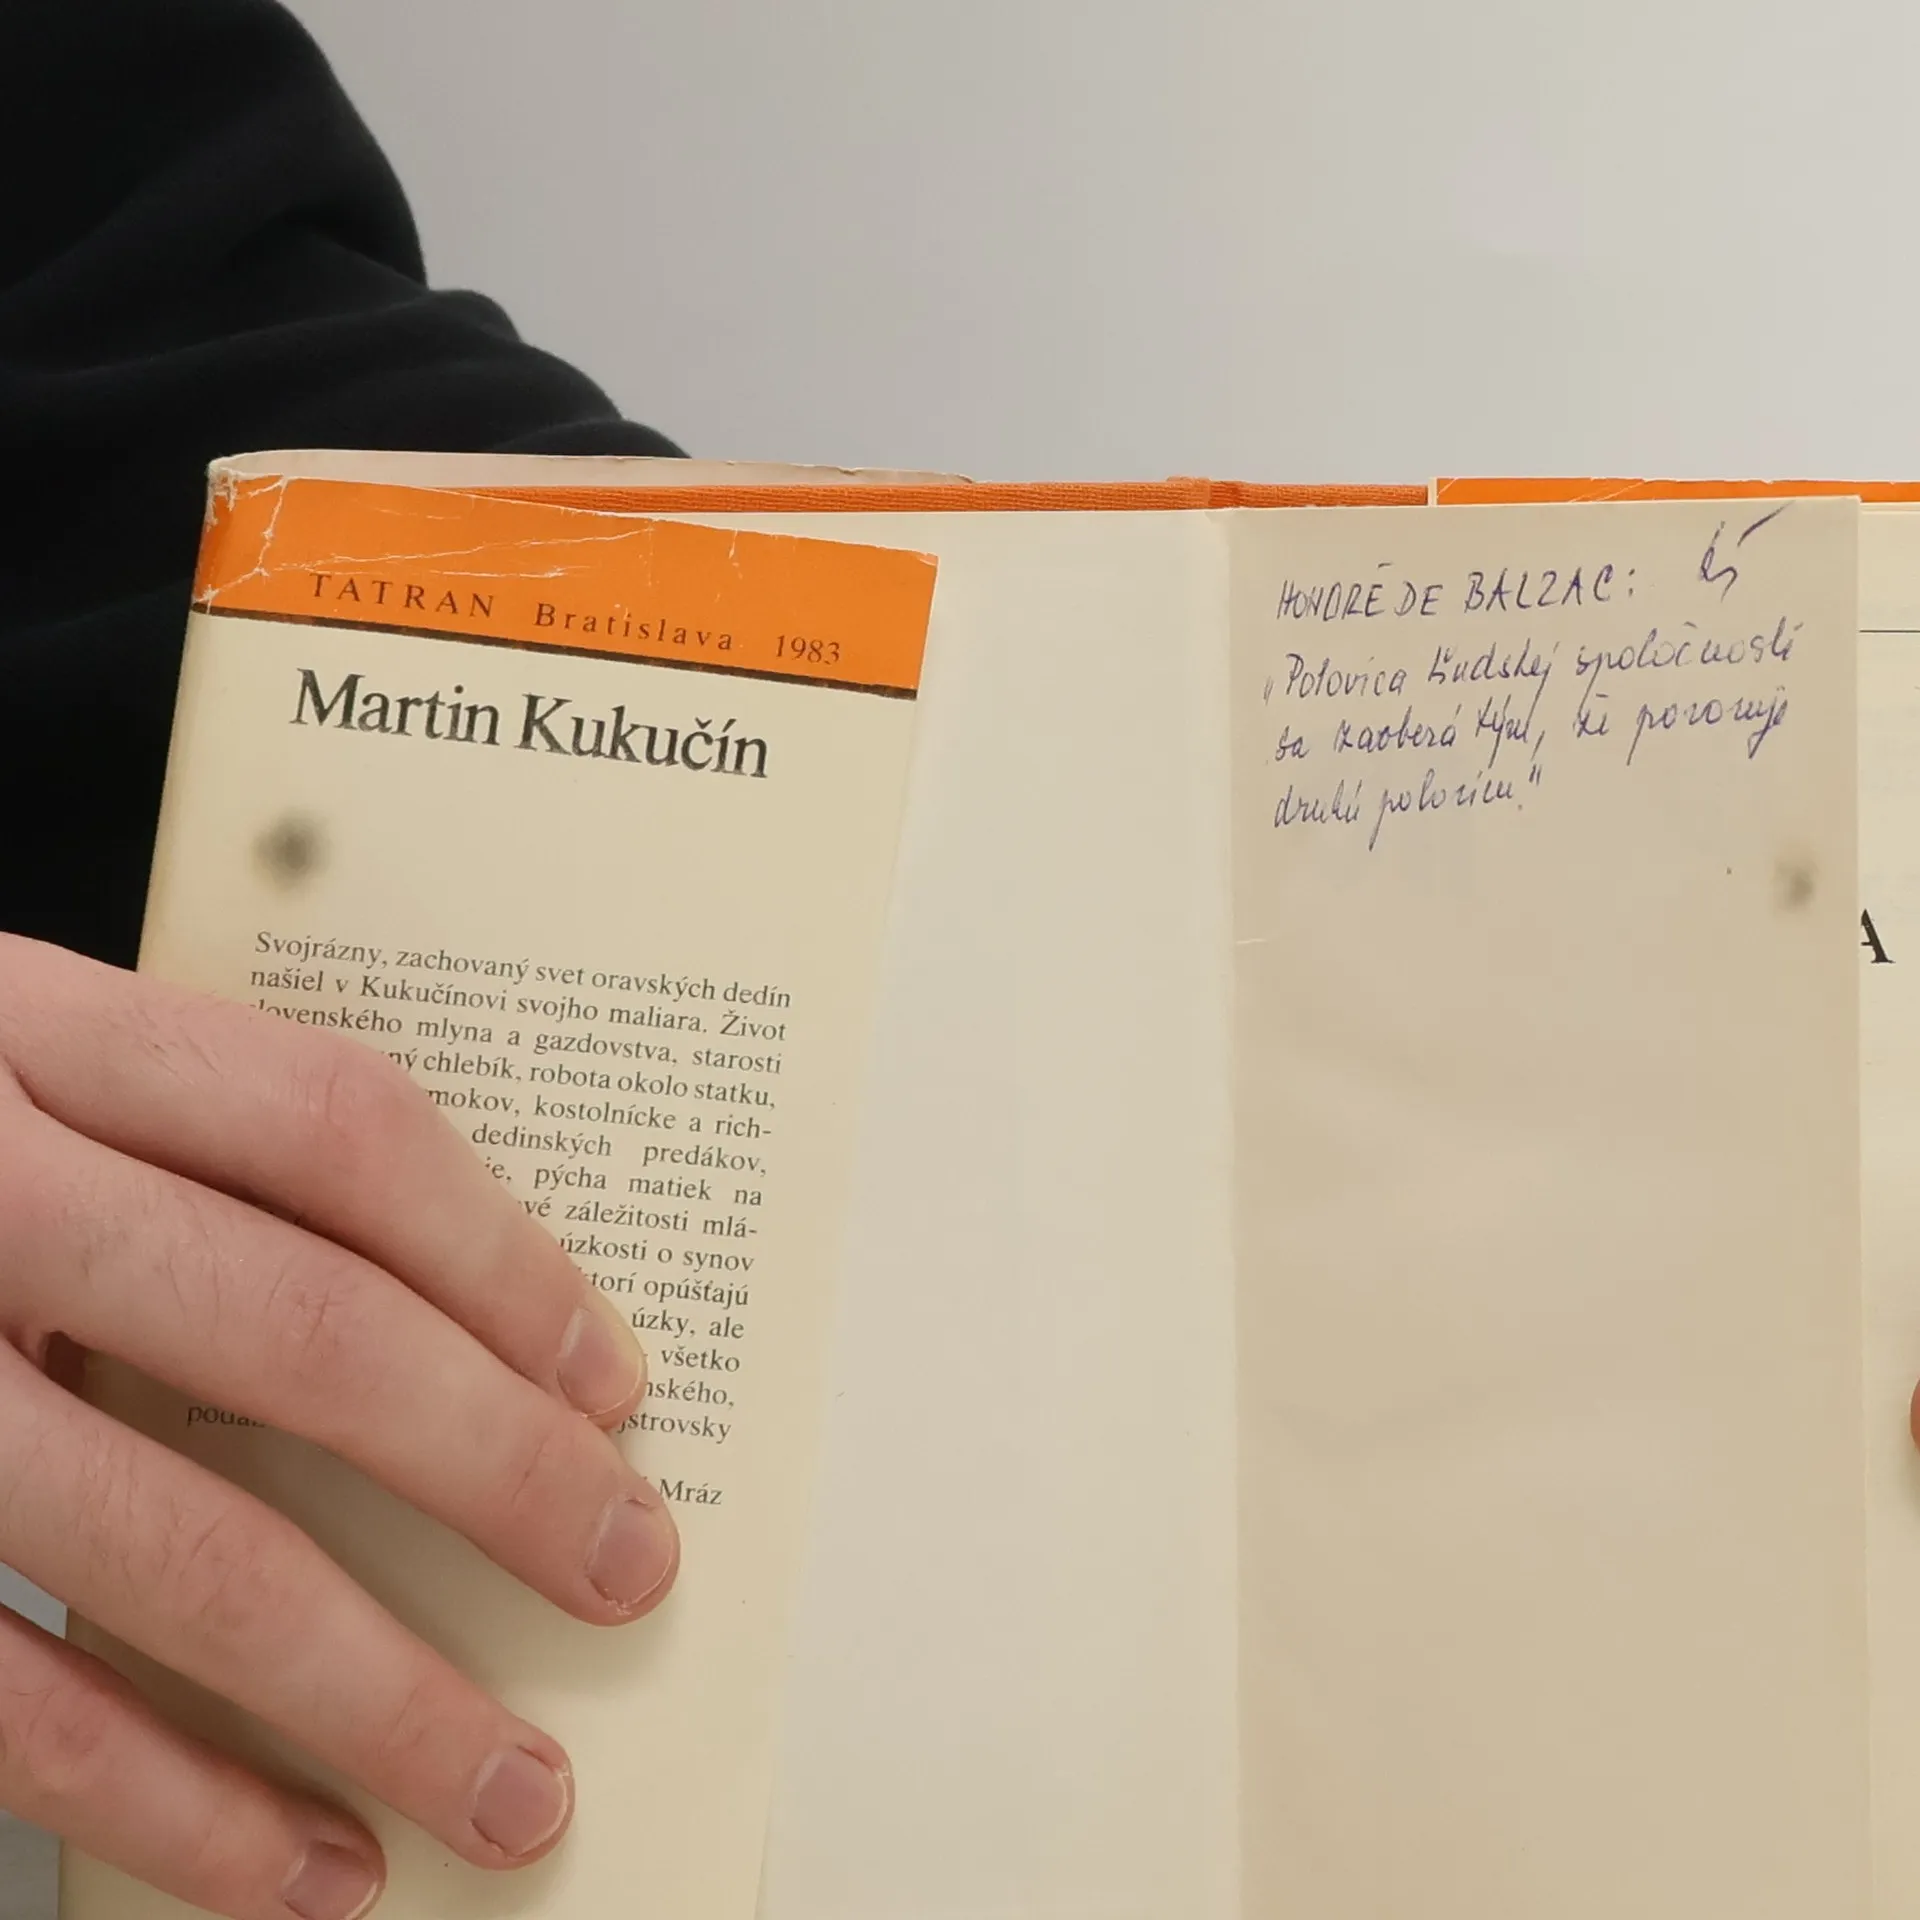 TATRAN Bratislava 1983
Martin Kukučín
Svojrázny, zachovaný svet oravských dedín
našiel v Kukučínovi svojho maliara. Život
slovenského mlyna a gazdovstva, starosti
chlebík, robota okolo statku,
kostolnícke a rich-
dedinských predákov,
pýcha matiek na
záležitosti mlá-
úzkosti o synov
opúšťajú
úzky, ale
všetko
Mráz
HONORÉ DE BALZAC:
„Polovica ľudskej spoločnosti
sa zaoberá tým, že pozoruje
druhú polovicu."
A